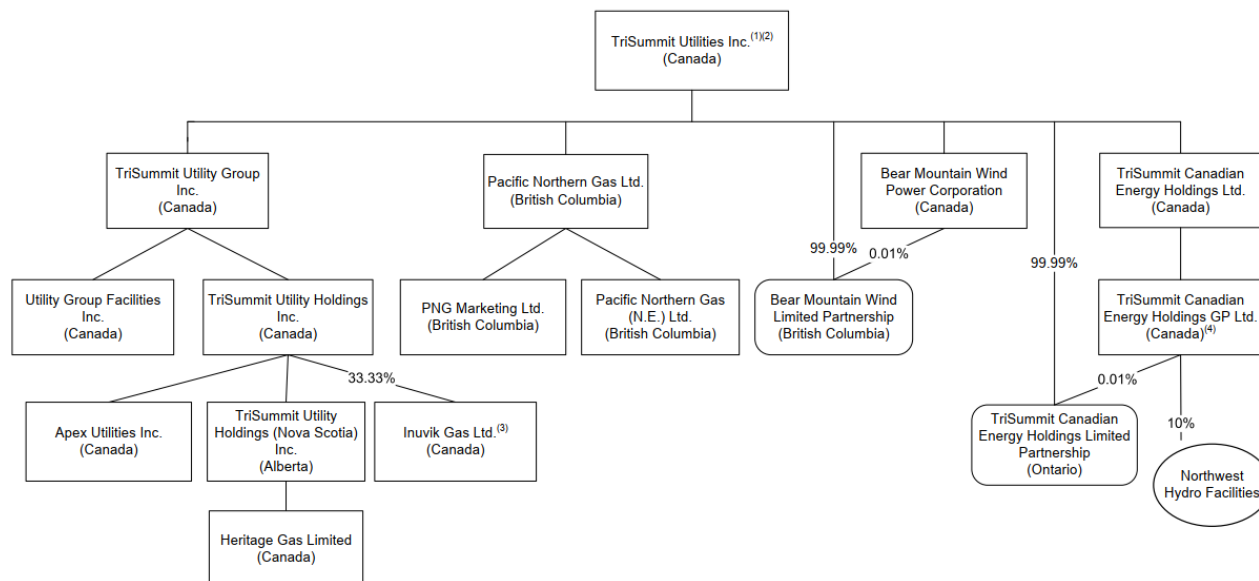 TriSummit Utilities Inc.(1)(2)
(Canada)
TriSummit Utility Group
Inc.
(Canada)
Pacific Northern Gas Ltd.
(British Columbia)
Bear Mountain Wind
Power Corporation
(Canada)
TriSummit Canadian
Energy Holdings Ltd.
(Canada)
99.99%
0.01%
99.99%
Utility Group Facilities
Inc.
(Canada)
TriSummit Utility Holdings
Inc.
(Canada)
PNG Marketing Ltd.
(British Columbia)
Pacific Northern Gas
(N.E.) Ltd.
(British Columbia)
Bear Mountain Wind
Limited Partnership
(British Columbia)
TriSummit Canadian
Energy Holdings GP Ltd.
(Canada)(4)
33.33%
0.01%
10%
Apex Utilities Inc.
(Canada)
TriSummit Utility
Holdings (Nova Scotia)
Inc.
(Alberta)
Inuvik Gas Ltd.(3)
(Canada)
TriSummit Canadian
Energy Holdings Limited
Partnership
(Ontario)
Northwest
Hydro Facilities
Heritage Gas Limited
(Canada)